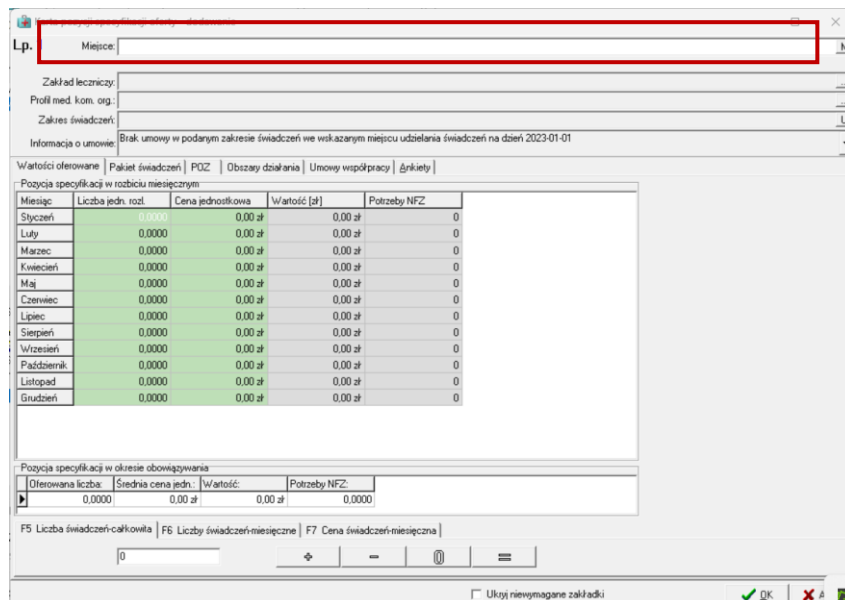 Karta pozycji specyfikacji oferty - dodawanie
Lp. Miejsce:
Zakład leczniczy:
Profil med. kom. org.:
Zakres świadczeń:
Informacja o umowie: Brak umowy w podanym zakresie świadczeń we wskazanym miejscu udzielania świadczeń na dzień 2023-01-01
Wartości oferowane Pakiet świadczeń POZ Obszary działania Umowy współpracy Ankiety
Pozycja specyfikacji w rozbiciu miesięcznym
Miesiąc Liczba jedn. rozl. Cena jednostkowa Wartość [zł] Potrzeby NFZ
Styczeń 0,0000 0,00 zł 0,00 zł 0
Luty 0,0000 0,00 zł 0,00 zł 0
Marzec 0,0000 0,00 zł 0,00 zł 0
Kwiecień 0,0000 0,00 zł 0,00 zł 0
Maj 0,0000 0,00 zł 0,00 zł 0
Czerwiec 0,0000 0,00 zł 0,00 zł 0
Lipiec 0,0000 0,00 zł 0,00 zł 0
Sierpień 0,0000 0,00 zł 0,00 zł 0
Wrzesień 0,0000 0,00 zł 0,00 zł 0
Październik 0,0000 0,00 zł 0,00 zł 0
Listopad 0,0000 0,00 zł 0,00 zł 0
Grudzień 0,0000 0,00 zł 0,00 zł 0
Pozycja specyfikacji w okresie obowiązywania
Oferowana liczba: Średnia cena jedn.: Wartość: Potrzeby NFZ:
0,0000 0,00 zł 0,00 zł 0,0000
F5 Liczba świadczeń-całkowita F6 Liczby świadczeń-miesięczne F7 Cena świadczeń-miesięczna
0 + - 0 =
Ukryj niewymagane zakładki OK A